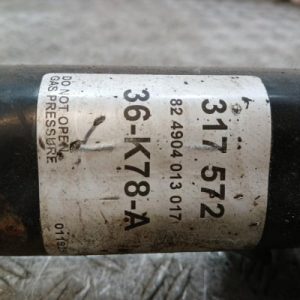 317 572
82 4904 013 017
36-K78-A
DO NOT OPEN
GAS PRESSURE